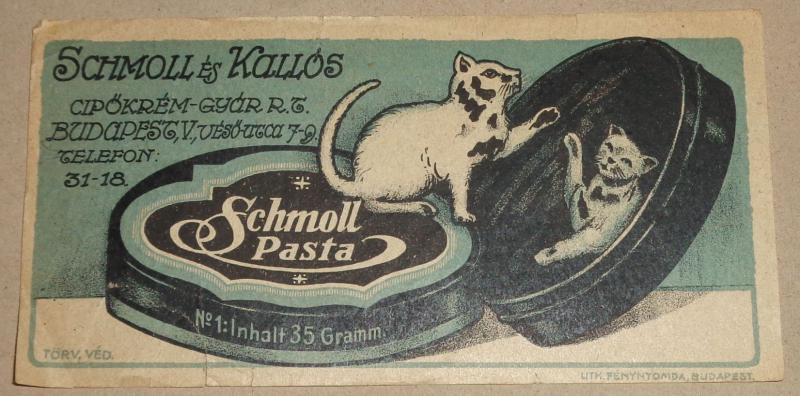 SCHMOLL ÉS KALLÓS
CIPŐKRÉM-GYÁR R.T.
BUDAPEST, V, VÉSŐ-UTCA 7-9.
TELEFON:
31-18.
Schmoll
Pasta
No 1: Inhalt 35 Gramm.
TÖRV, VÉD.
LITH. FÉNYNYOMDA, BUDAPEST.